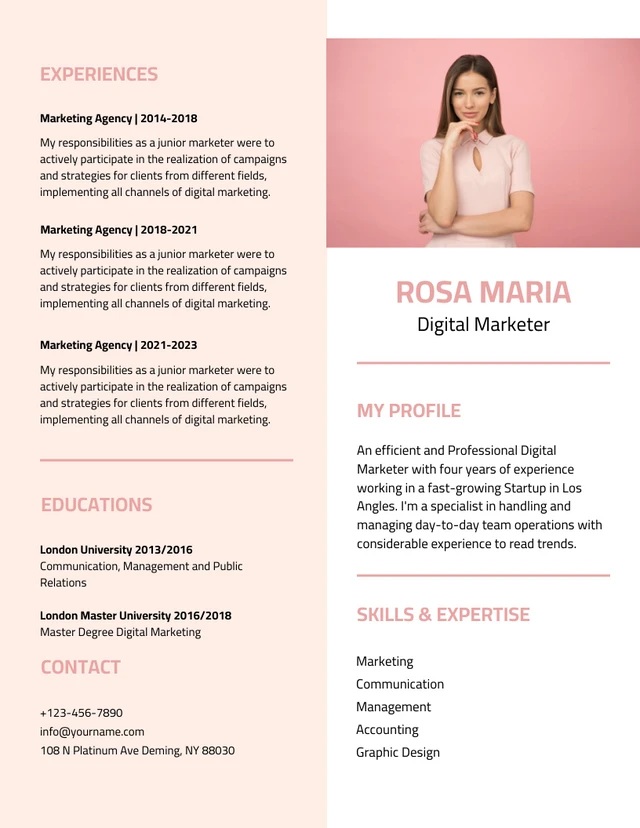 EXPERIENCES
Marketing Agency | 2014-2018
My responsibilities as a junior marketer were to
actively participate in the realization of campaigns
and strategies for clients from different fields,
implementing all channels of digital marketing.
Marketing Agency | 2018-2021
My responsibilities as a junior marketer were to
actively participate in the realization of campaigns
and strategies for clients from different fields,
implementing all channels of digital marketing.
Marketing Agency | 2021-2023
My responsibilities as a junior marketer were to
actively participate in the realization of campaigns
and strategies for clients from different fields,
implementing all channels of digital marketing.
EDUCATIONS
London University 2013/2016
Communication, Management and Public
Relations
London Master University 2016/2018
Master Degree Digital Marketing
CONTACT
+123-456-7890
info@yourname.com
108 N Platinum Ave Deming, NY 88030
ROSA MARIA
Digital Marketer
MY PROFILE
An efficient and Professional Digital
Marketer with four years of experience
working in a fast-growing Startup in Los
Angles. I'm a specialist in handling and
managing day-to-day team operations with
considerable experience to read trends.
SKILLS & EXPERTISE
Marketing
Communication
Management
Accounting
Graphic Design